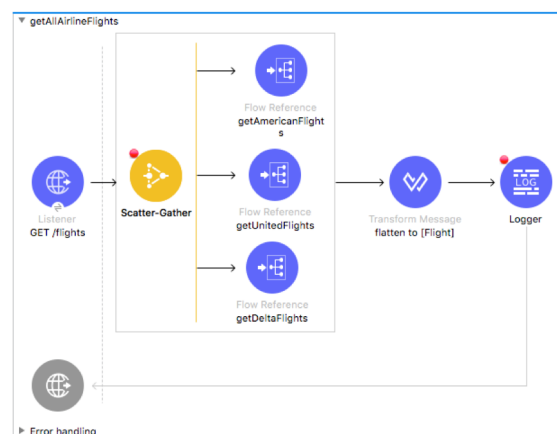 getAllAirlineFlights
Flow Reference
getAmericanFlight
s
Listener
GET /flights
Scatter-Gather
Flow Reference
getUnitedFlights
Transform Message
flatten to [Flight]
LOG
Logger
Flow Reference
getDeltaFlights
Error handling